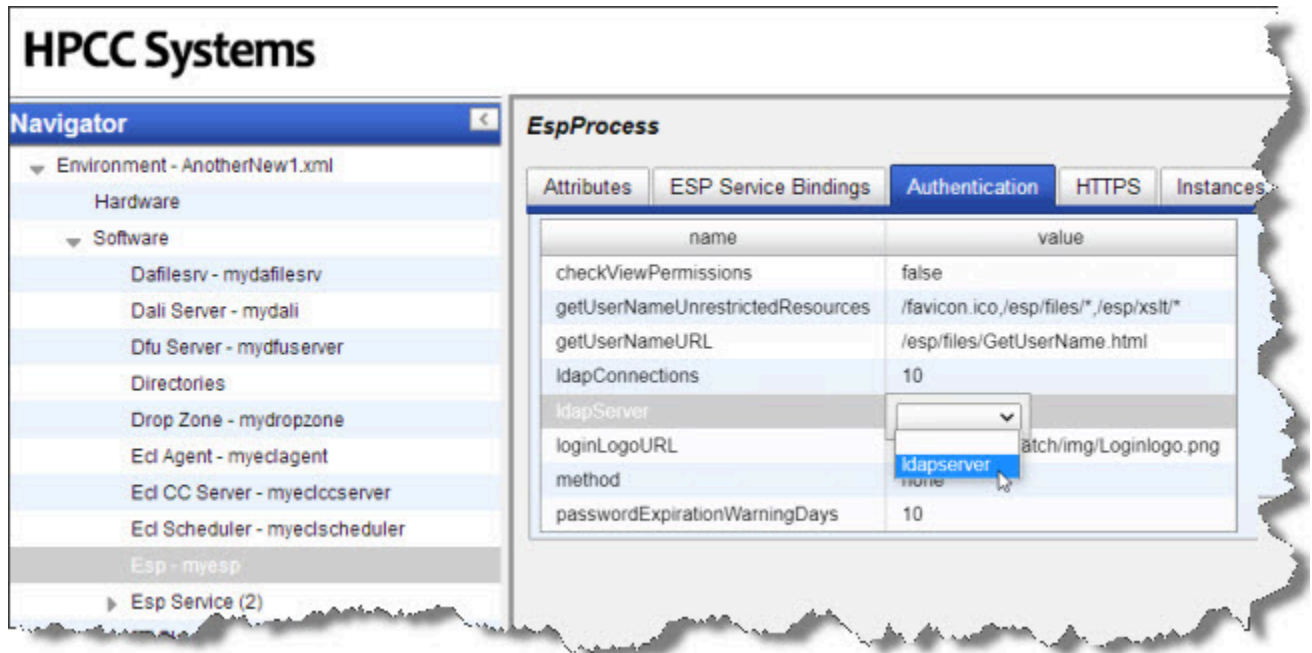 HPCC Systems
Navigator
Environment - AnotherNew1.xml
Hardware
Software
Dafilesrv - mydafilesrv
Dali Server - mydali
Dfu Server - mydfuserver
Directories
Drop Zone - mydropzone
Ecl Agent - myeclagent
Ecl CC Server - myeclccserver
Ecl Scheduler - myeclscheduler
Esp - myesp
Esp Service (2)
EspProcess
Attributes ESP Service Bindings Authentication HTTPS Instances
name value
checkViewPermissions false
getUserNameUnrestrictedResources /favicon.ico,/esp/files/*,/esp/xslt/*
getUserNameURL /esp/files/GetUserName.html
ldapConnections 10
ldapServer
loginLogoURL atch/img/Loginlogo.png
ldapserver
method none
passwordExpirationWarningDays 10